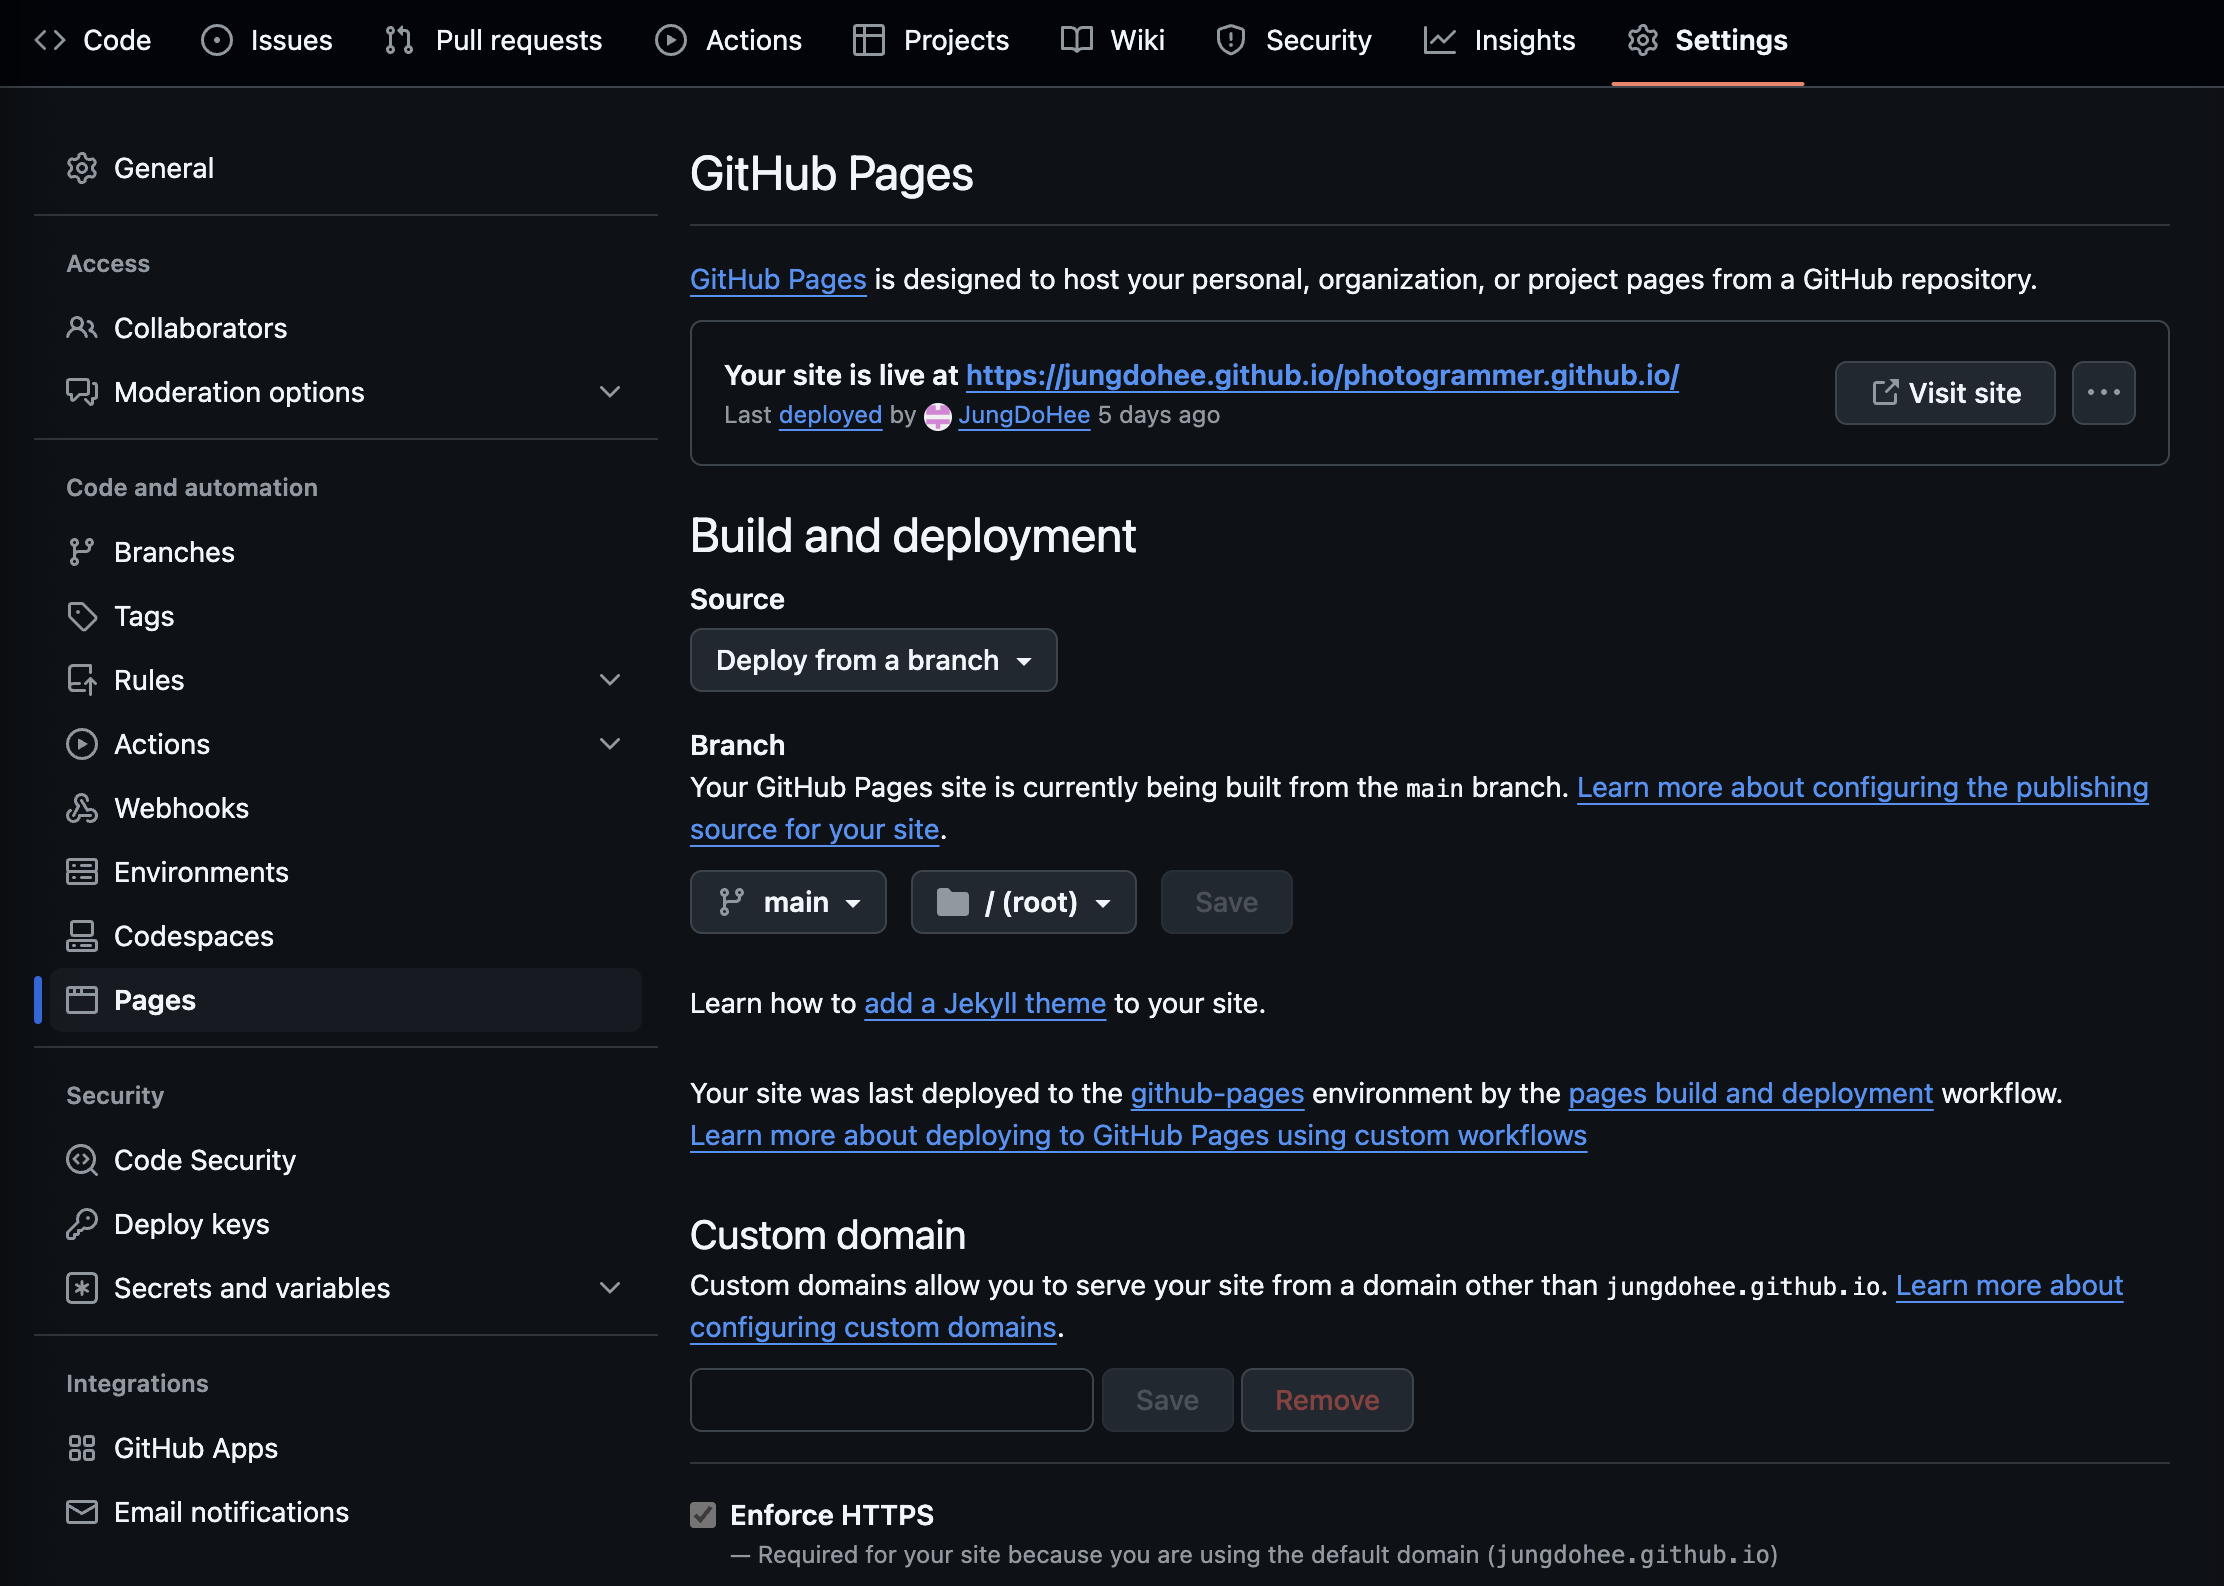 Code Issues Pull requests Actions Projects Wiki Security Insights Settings
General
Access
Collaborators
Moderation options
Code and automation
Branches
Tags
Rules
Actions
Webhooks
Environments
Codespaces
Pages
Security
Code Security
Deploy keys
Secrets and variables
Integrations
GitHub Apps
Email notifications
GitHub Pages
GitHub Pages is designed to host your personal, organization, or project pages from a GitHub repository.
Your site is live at https://jungdohee.github.io/photogrammer.github.io/
Last deployed by JungDoHee 5 days ago
Visit site
Build and deployment
Source
Deploy from a branch
Branch
Your GitHub Pages site is currently being built from the main branch. Learn more about configuring the publishing
source for your site.
main / (root) Save
Learn how to add a Jekyll theme to your site.
Your site was last deployed to the github-pages environment by the pages build and deployment workflow.
Learn more about deploying to GitHub Pages using custom workflows
Custom domain
Custom domains allow you to serve your site from a domain other than jungdohee.github.io. Learn more about
configuring custom domains.
Save Remove
Enforce HTTPS
— Required for your site because you are using the default domain (jungdohee.github.io)